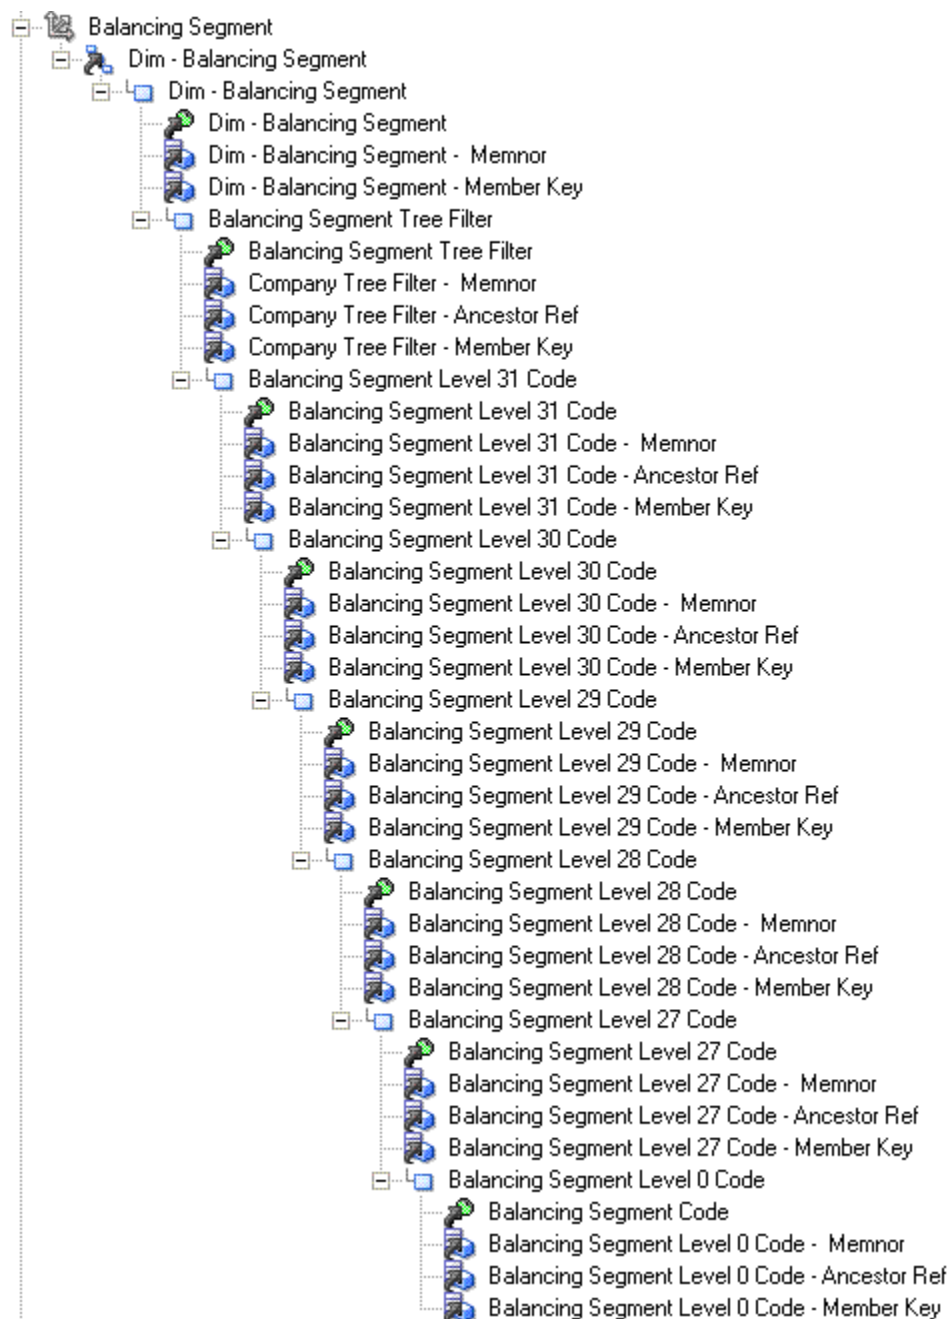 Balancing Segment
Dim - Balancing Segment
Dim - Balancing Segment
Dim - Balancing Segment
Dim - Balancing Segment -  Memnor
Dim - Balancing Segment - Member Key
Balancing Segment Tree Filter
Balancing Segment Tree Filter
Company Tree Filter -  Memnor
Company Tree Filter - Ancestor Ref
Company Tree Filter - Member Key
Balancing Segment Level 31 Code
Balancing Segment Level 31 Code
Balancing Segment Level 31 Code -  Memnor
Balancing Segment Level 31 Code - Ancestor Ref
Balancing Segment Level 31 Code - Member Key
Balancing Segment Level 30 Code
Balancing Segment Level 30 Code
Balancing Segment Level 30 Code -  Memnor
Balancing Segment Level 30 Code - Ancestor Ref
Balancing Segment Level 30 Code - Member Key
Balancing Segment Level 29 Code
Balancing Segment Level 29 Code
Balancing Segment Level 29 Code -  Memnor
Balancing Segment Level 29 Code - Ancestor Ref
Balancing Segment Level 29 Code - Member Key
Balancing Segment Level 28 Code
Balancing Segment Level 28 Code
Balancing Segment Level 28 Code -  Memnor
Balancing Segment Level 28 Code - Ancestor Ref
Balancing Segment Level 28 Code - Member Key
Balancing Segment Level 27 Code
Balancing Segment Level 27 Code
Balancing Segment Level 27 Code -  Memnor
Balancing Segment Level 27 Code - Ancestor Ref
Balancing Segment Level 27 Code - Member Key
Balancing Segment Level 0 Code
Balancing Segment Code
Balancing Segment Level 0 Code -  Memnor
Balancing Segment Level 0 Code - Ancestor Ref
Balancing Segment Level 0 Code - Member Key